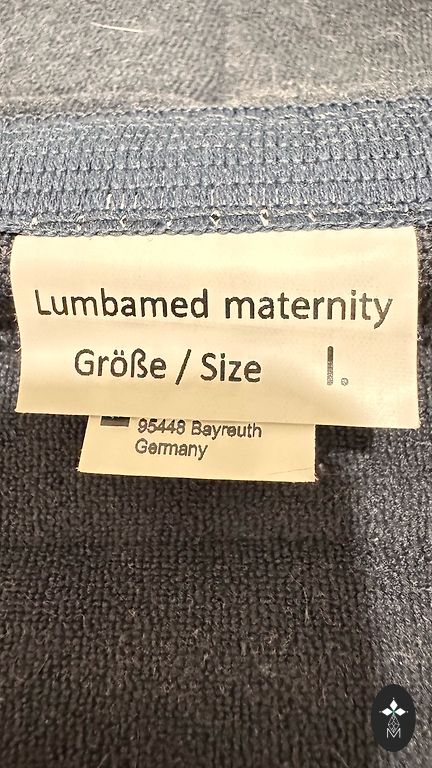 Lumbamed maternity
Größe / Size I.
95448 Bayreuth
Germany